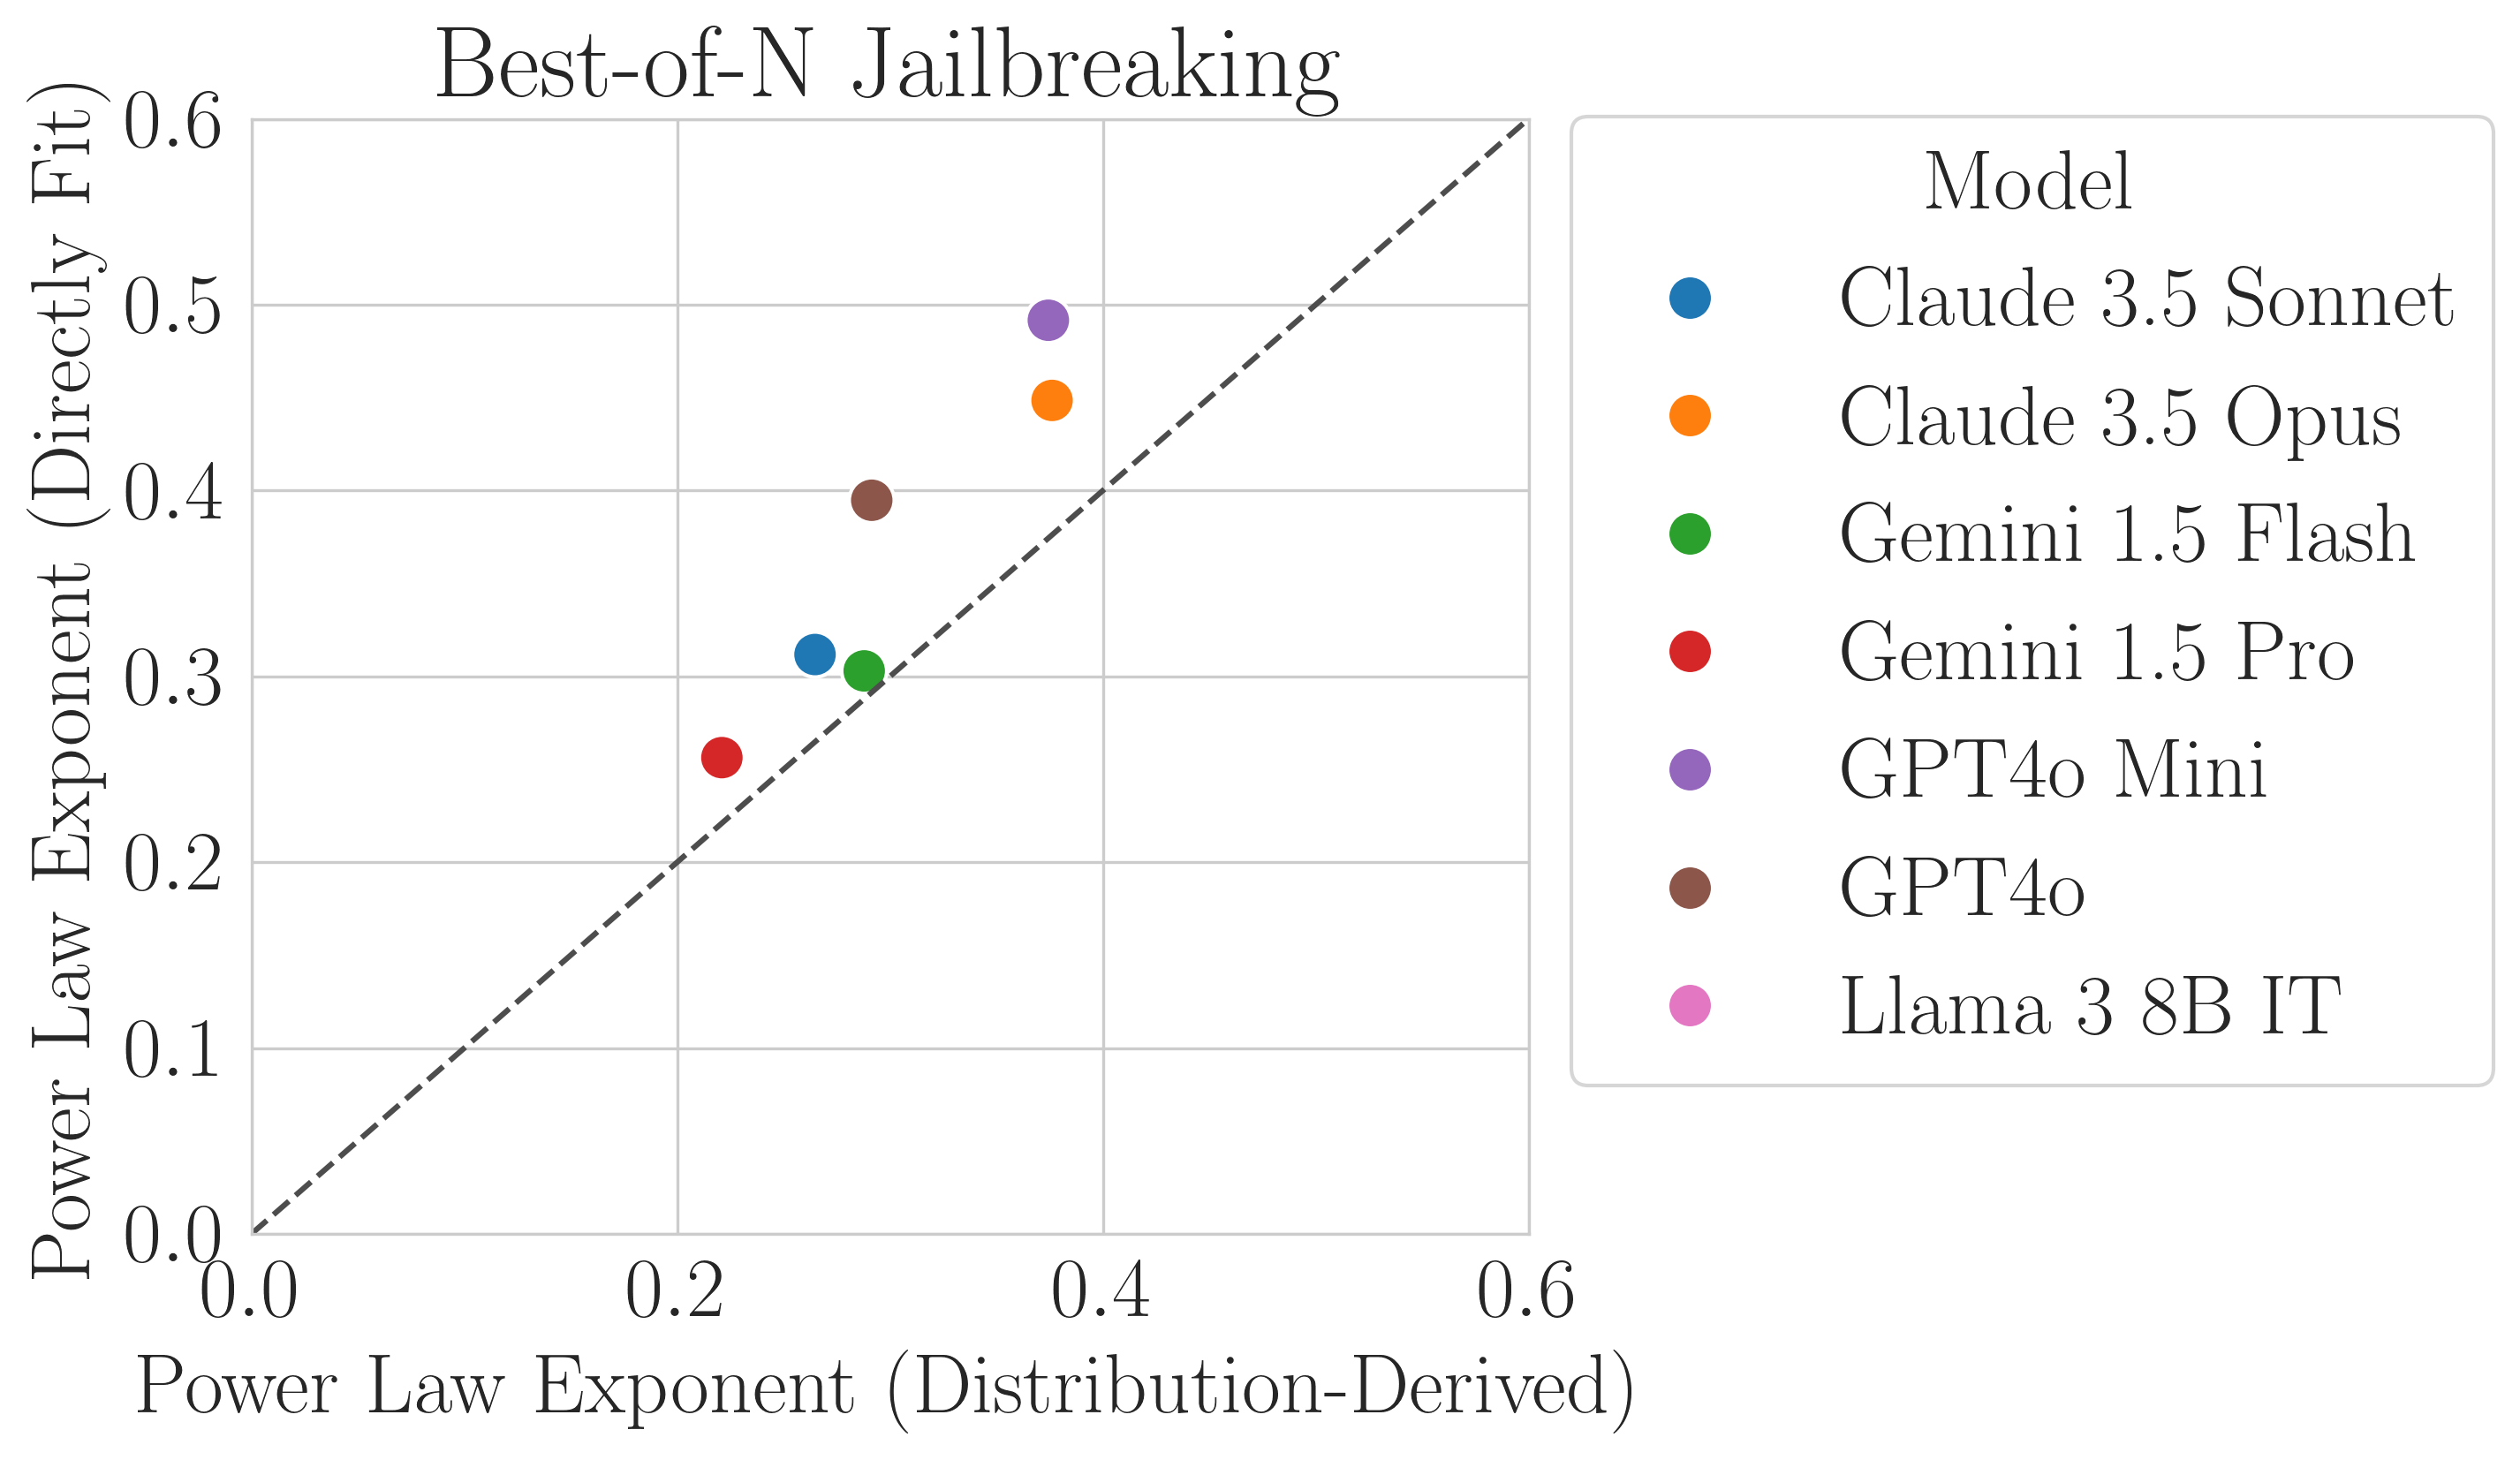 Best-of-N Jailbreaking
Power Law Exponent (Directly Fit)
0.6
0.5
0.4
0.3
0.2
0.1
0.0
0.0 0.2 0.4 0.6
Power Law Exponent (Distribution-Derived)
Model
Claude 3.5 Sonnet
Claude 3.5 Opus
Gemini 1.5 Flash
Gemini 1.5 Pro
GPT4o Mini
GPT4o
Llama 3 8B IT